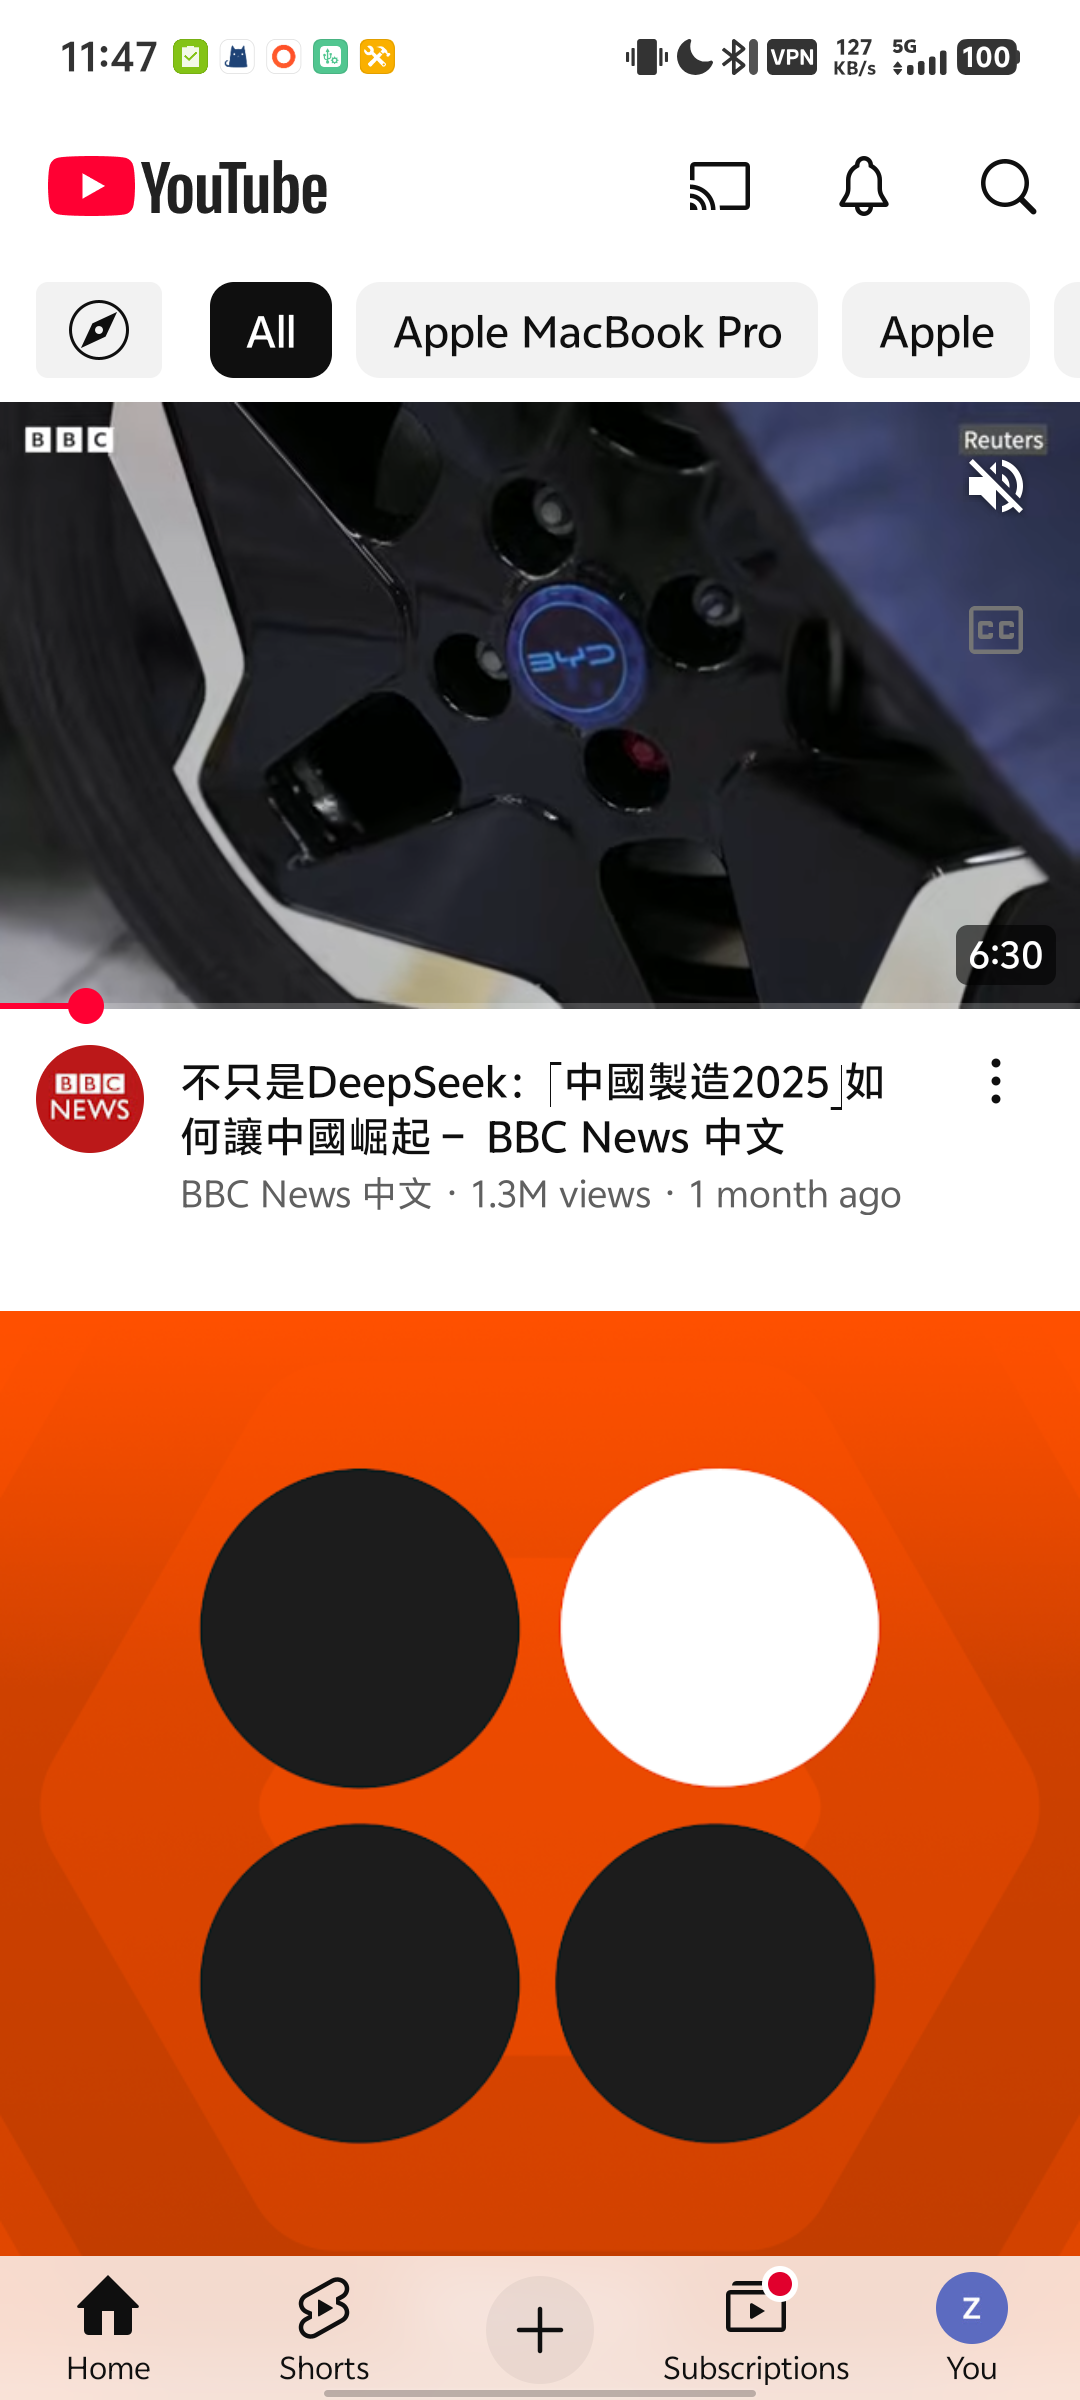 11:47
VPN
127
KB/s
5G
100
YouTube
All
Apple MacBook Pro
Apple
BBC
Reuters
BYD
CC
6:30
BBC
NEWS
不只是DeepSeek:「中國製造2025」如
何讓中國崛起 – BBC News 中文
BBC News 中文 · 1.3M views · 1 month ago
Home
Shorts
Subscriptions
Z
You